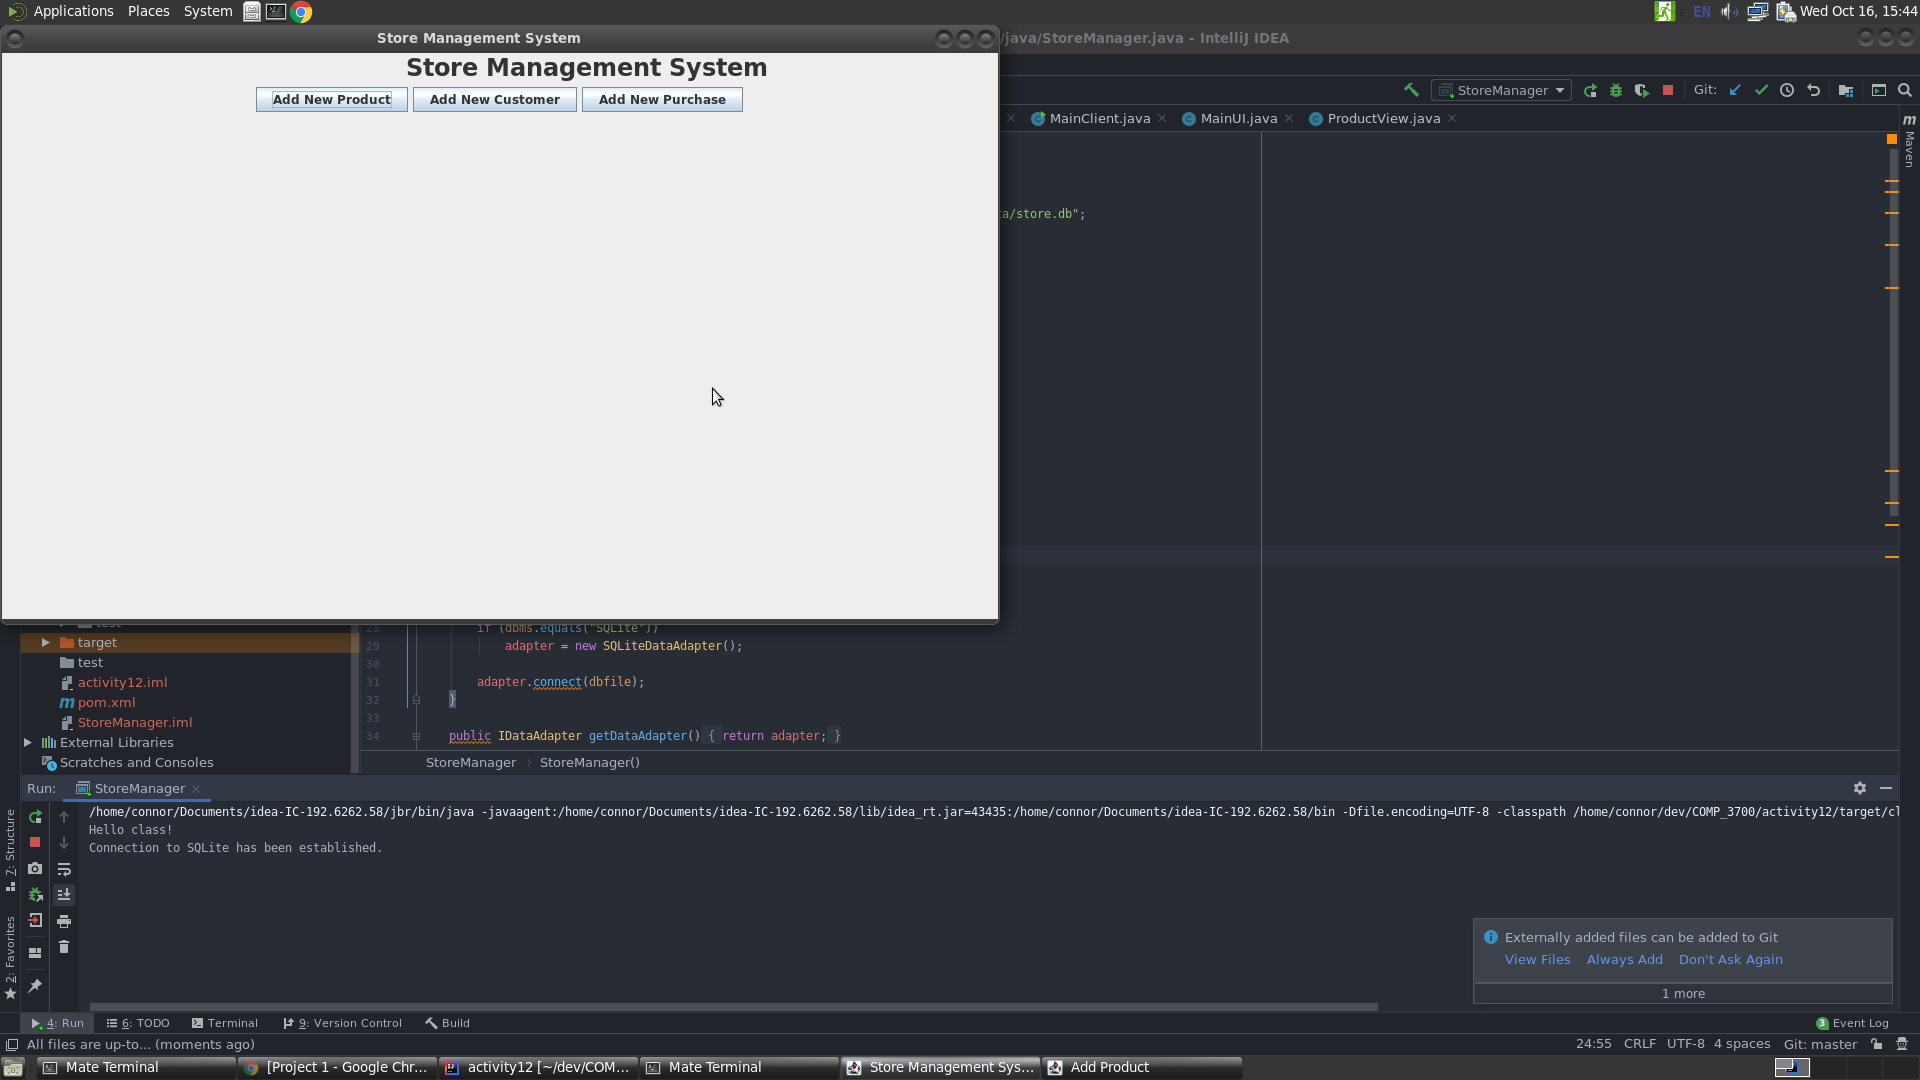 Applications Places System
EN Wed Oct 16, 15:44
Store Management System
/java/StoreManager.java - IntelliJ IDEA
Store Management System
Add New Product Add New Customer Add New Purchase
StoreManager Git:
MainClient.java MainUI.java ProductView.java
m Maven
a/store.db";
28 if (dbms.equals("SQLite"))
target
29 adapter = new SQLiteDataAdapter();
test
30
activity12.iml
31 adapter.connect(dbfile);
pom.xml
32 }
StoreManager.iml
33
External Libraries
34 public IDataAdapter getDataAdapter() { return adapter; }
Scratches and Consoles
StoreManager › StoreManager()
Run: StoreManager
/home/connor/Documents/idea-IC-192.6262.58/jbr/bin/java -javaagent:/home/connor/Documents/idea-IC-192.6262.58/lib/idea_rt.jar=43435:/home/connor/Documents/idea-IC-192.6262.58/bin -Dfile.encoding=UTF-8 -classpath /home/connor/dev/COMP_3700/activity12/target/cl
Hello class!
Connection to SQLite has been established.
7: Structure
2: Favorites
Externally added files can be added to Git
View Files Always Add Don't Ask Again
1 more
4: Run 6: TODO Terminal 9: Version Control Build 3 Event Log
All files are up-to... (moments ago) 24:55 CRLF UTF-8 4 spaces Git: master
Mate Terminal [Project 1 - Google Chr... activity12 [~/dev/COM... Mate Terminal Store Management Sys... Add Product